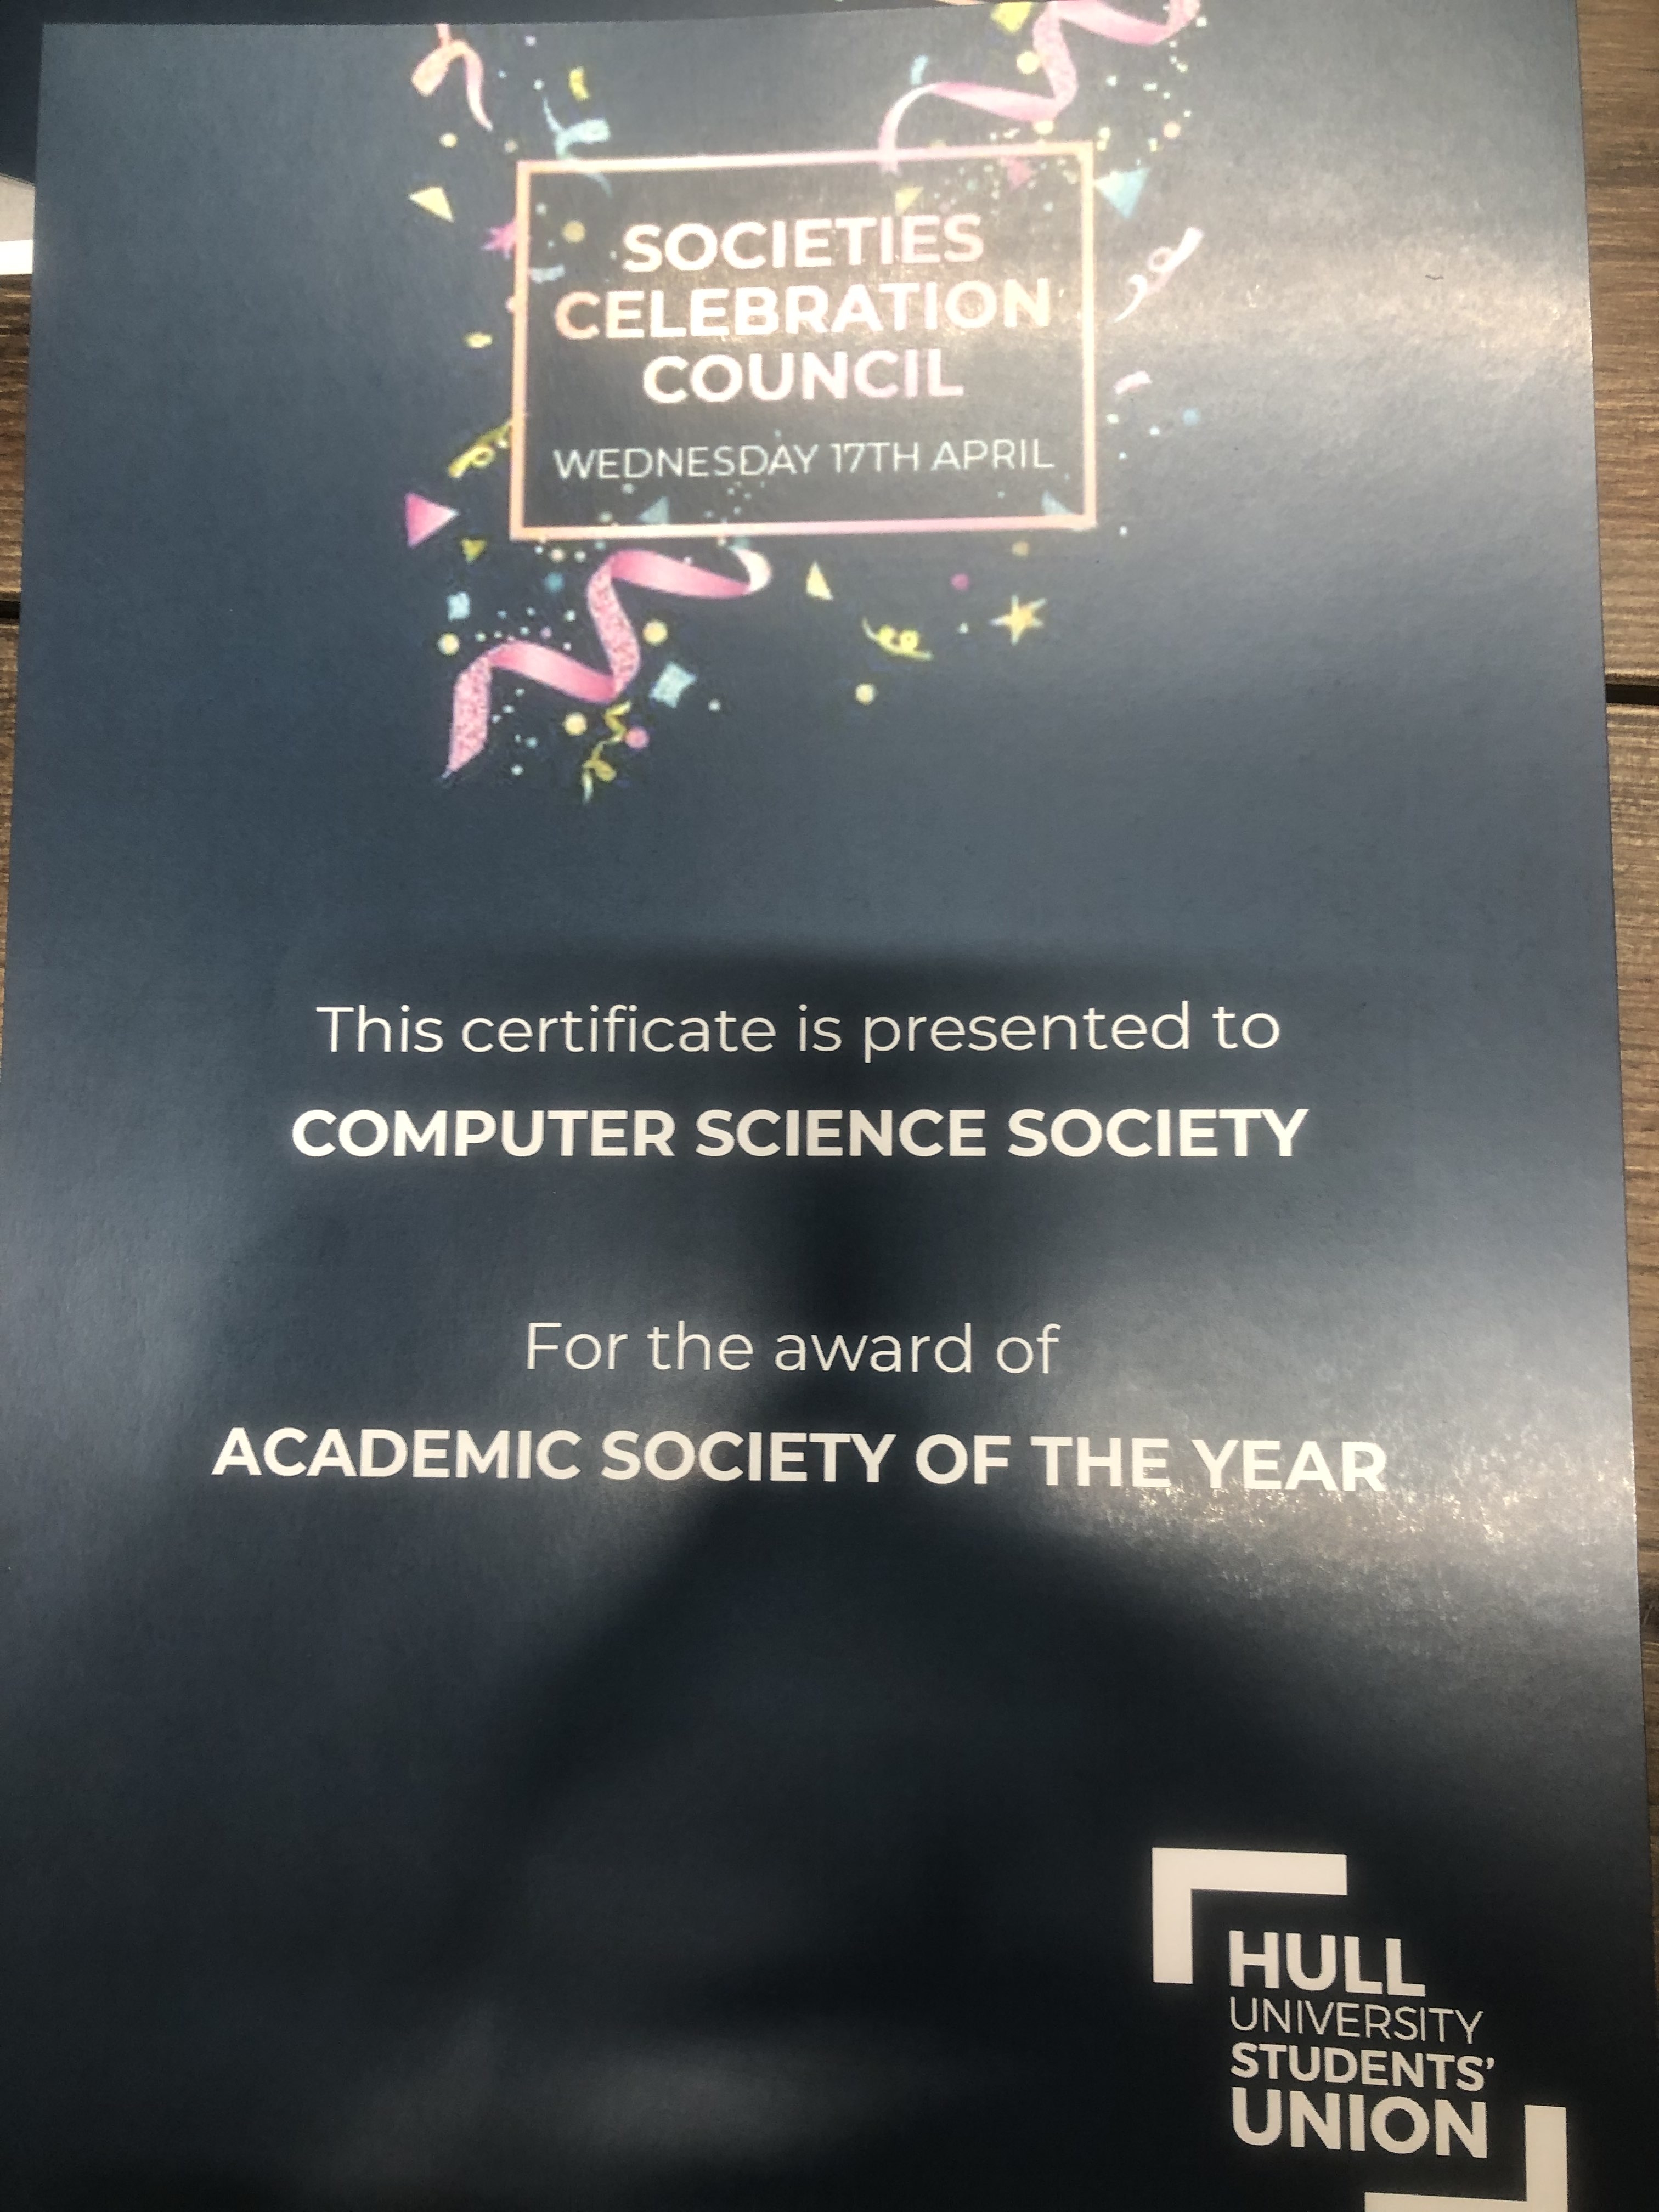 SOCIETIES
CELEBRATION
COUNCIL
WEDNESDAY 17TH APRIL
This certificate is presented to
COMPUTER SCIENCE SOCIETY
For the award of
ACADEMIC SOCIETY OF THE YEAR
HULL
UNIVERSITY
STUDENTS'
UNION